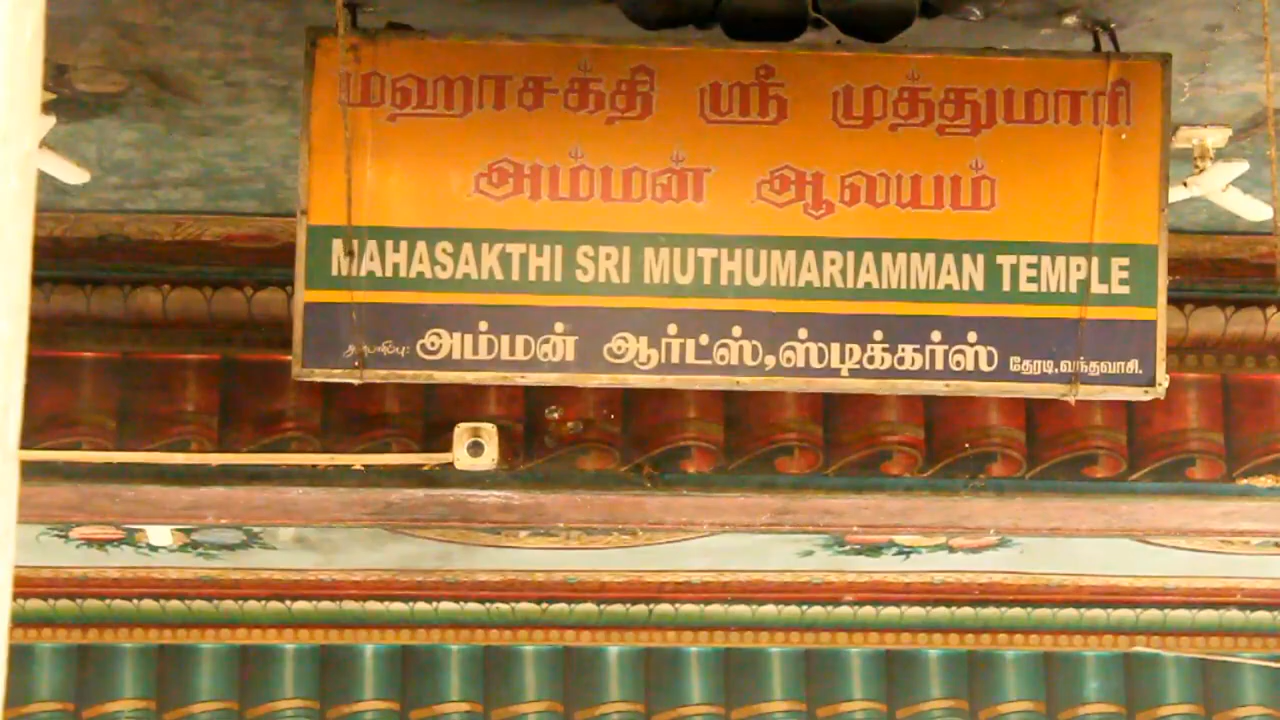 மஹாசக்தி ஸ்ரீ முத்துமாரி
அம்மன் ஆலயம்
MAHASAKTHI SRI MUTHUMARIAMMAN TEMPLE
அம்மன் ஆர்ட்ஸ்,ஸ்டிக்கர்ஸ் தேரடி,வந்தவாசி.